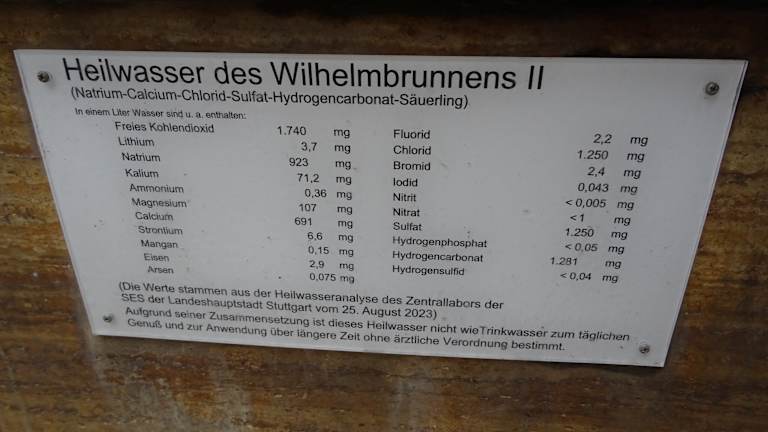 Heilwasser des Wilhelmbrunnens II
(Natrium-Calcium-Chlorid-Sulfat-Hydrogencarbonat-Säuerling)
In einem Liter Wasser sind u. a. enthalten:
Freies Kohlendioxid 1.740 mg
Lithium 3,7 mg
Natrium 923 mg
Kalium 71,2 mg
Ammonium 0,36 mg
Magnesium 107 mg
Calcium 691 mg
Strontium 6,6 mg
Mangan 0,15 mg
Eisen 2,9 mg
Arsen 0,075 mg
Fluorid 2,2 mg
Chlorid 1.250 mg
Bromid 2,4 mg
Iodid 0,043 mg
Nitrit < 0,005 mg
Nitrat < 1 mg
Sulfat 1.250 mg
Hydrogenphosphat < 0,05 mg
Hydrogencarbonat 1.281 mg
Hydrogensulfid < 0,04 mg
(Die Werte stammen aus der Heilwasseranalyse des Zentrallabors der
SES der Landeshauptstadt Stuttgart vom 25. August 2023)
Aufgrund seiner Zusammensetzung ist dieses Heilwasser nicht wieTrinkwasser zum täglichen
Genuß und zur Anwendung über längere Zeit ohne ärztliche Verordnung bestimmt.